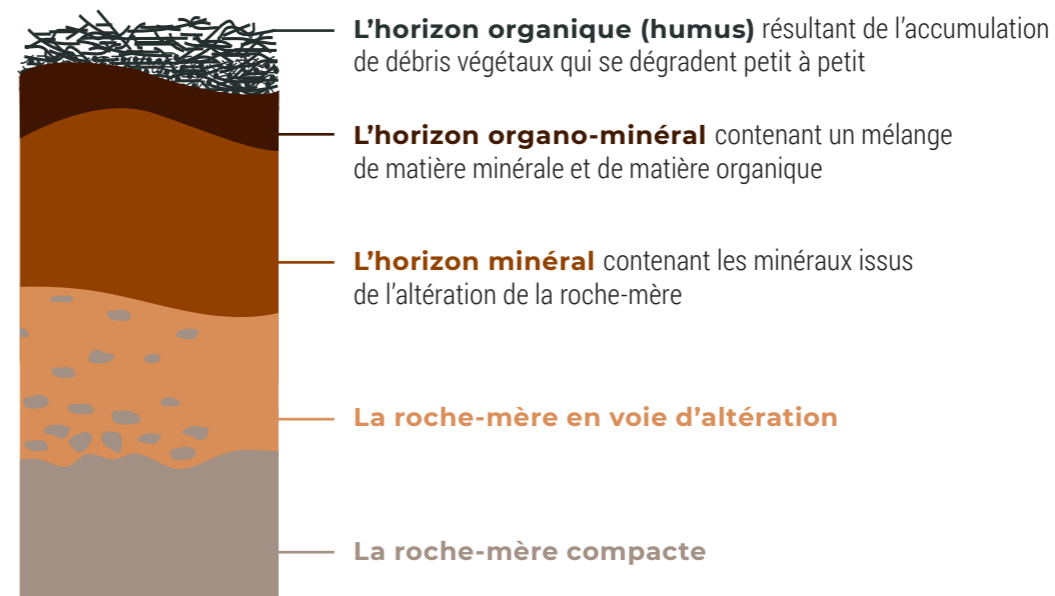 L’horizon organique (humus) résultant de l’accumulation
de débris végétaux qui se dégradent petit à petit
L’horizon organo-minéral contenant un mélange
de matière minérale et de matière organique
L’horizon minéral contenant les minéraux issus
de l’altération de la roche-mère
La roche-mère en voie d’altération
La roche-mère compacte